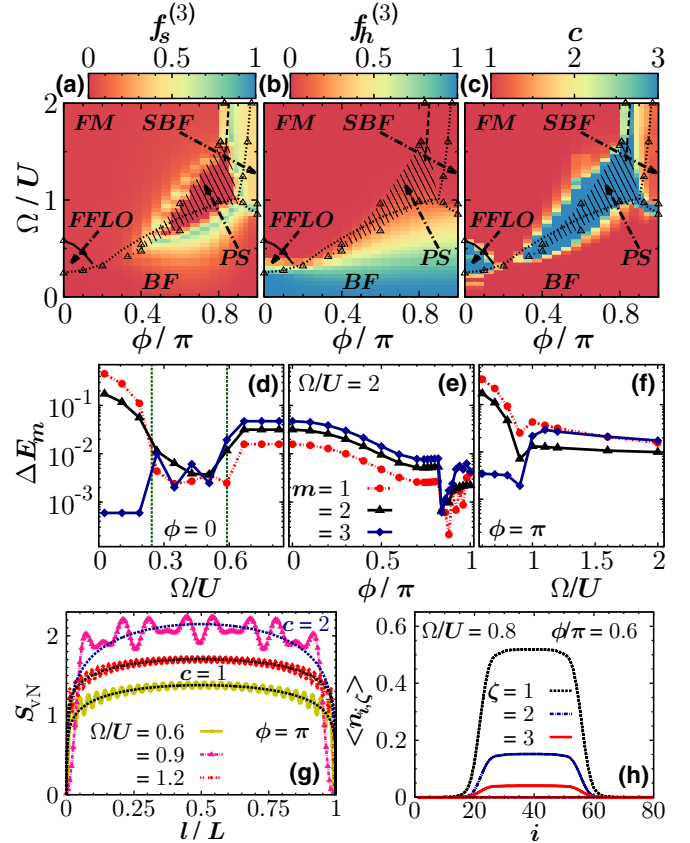 f_s^(3) f_h^(3) c
0 0.5 1 0 0.5 1 1 2 3
(a) (b) (c)
2 FM SBF FM SBF FM SBF
Ω/U
1
FFLO FFLO FFLO
PS PS PS
BF BF BF
0
0 0.4 0.8 0 0.4 0.8 0 0.4 0.8
ϕ/π ϕ/π ϕ/π
(d) Ω/U = 2 (e) (f)
ΔE_m
10^-1
10^-2
10^-3
m = 1
= 2
= 3
ϕ = 0 ϕ = π
0 0.4 0.8 0 0.5 1 1 1.5 2
Ω/U ϕ/π Ω/U
S_vN
2
1
0
c = 2
c = 1
Ω/U = 0.6 ϕ = π
= 0.9
= 1.2
(g)
0 0.25 0.5 0.75 1
l/L
<n_i,ζ>
0.6
0.4
0.2
0
Ω/U = 0.8 ϕ/π = 0.6
ζ = 1
= 2
= 3
(h)
0 20 40 60 80
i